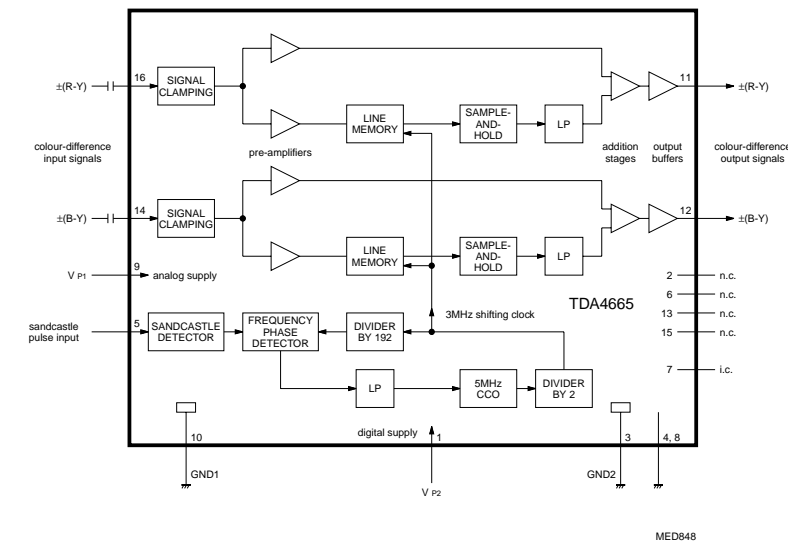 16
SIGNAL
CLAMPING
±(R-Y)
LINE
MEMORY
SAMPLE-
AND-
HOLD
LP
11
±(R-Y)
colour-difference
input signals
pre-amplifiers
addition
stages
output
buffers
colour-difference
output signals
14
SIGNAL
CLAMPING
±(B-Y)
LINE
MEMORY
SAMPLE-
AND-
HOLD
LP
12
±(B-Y)
V P1
9
analog supply
2
n.c.
6
n.c.
13
n.c.
15
n.c.
7
i.c.
TDA4665
sandcastle
pulse input
5
SANDCASTLE
DETECTOR
FREQUENCY
PHASE
DETECTOR
DIVIDER
BY 192
3MHz shifting clock
LP
5MHz
CCO
DIVIDER
BY 2
digital supply
10
1
3
4, 8
GND1
GND2
V P2
MED848